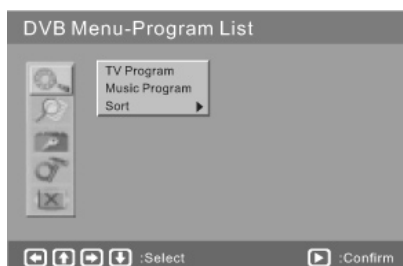 DVB Menu-Program List
TV Program
Music Program
Sort
:Select
:Confirm